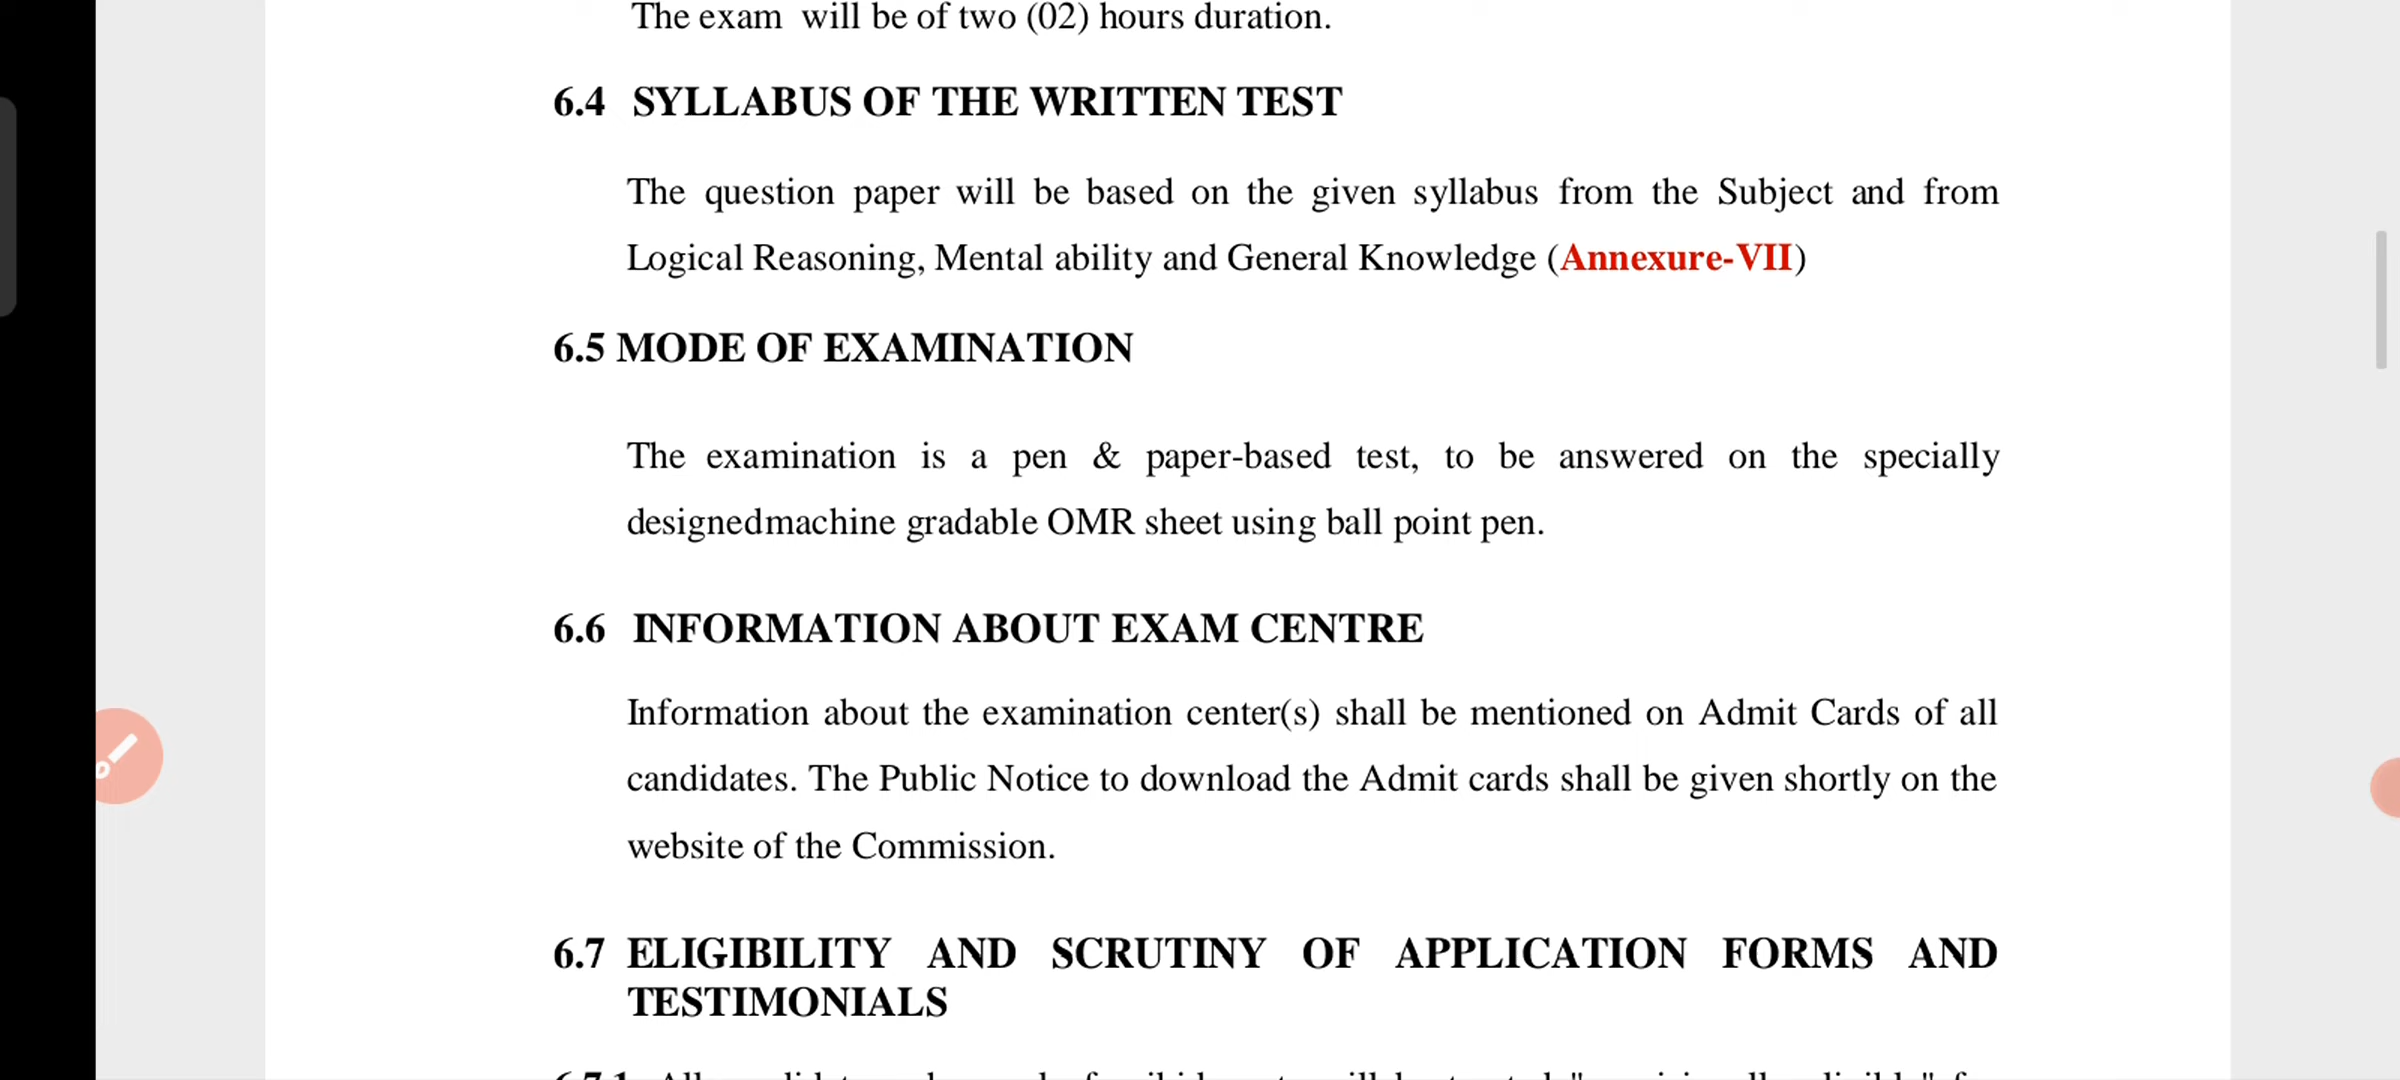 The exam will be of two (02) hours duration.
6.4 SYLLABUS OF THE WRITTEN TEST
The question paper will be based on the given syllabus from the Subject and from
Logical Reasoning, Mental ability and General Knowledge (Annexure-VII)
6.5 MODE OF EXAMINATION
The examination is a pen & paper-based test, to be answered on the specially
designedmachine gradable OMR sheet using ball point pen.
6.6 INFORMATION ABOUT EXAM CENTRE
Information about the examination center(s) shall be mentioned on Admit Cards of all
candidates. The Public Notice to download the Admit cards shall be given shortly on the
website of the Commission.
6.7 ELIGIBILITY AND SCRUTINY OF APPLICATION FORMS AND
TESTIMONIALS